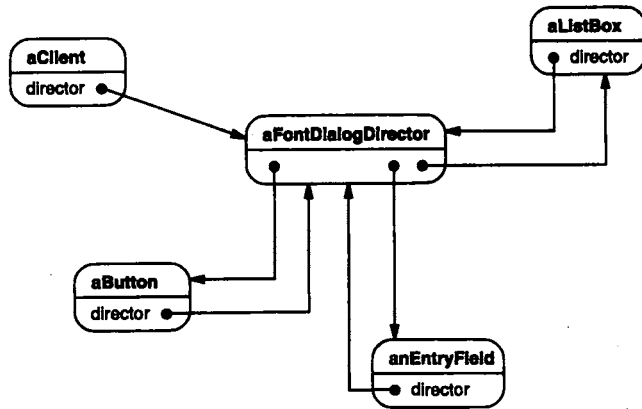 aListBox
director
aClient
director
aFontDialogDirector
aButton
director
anEntryField
director